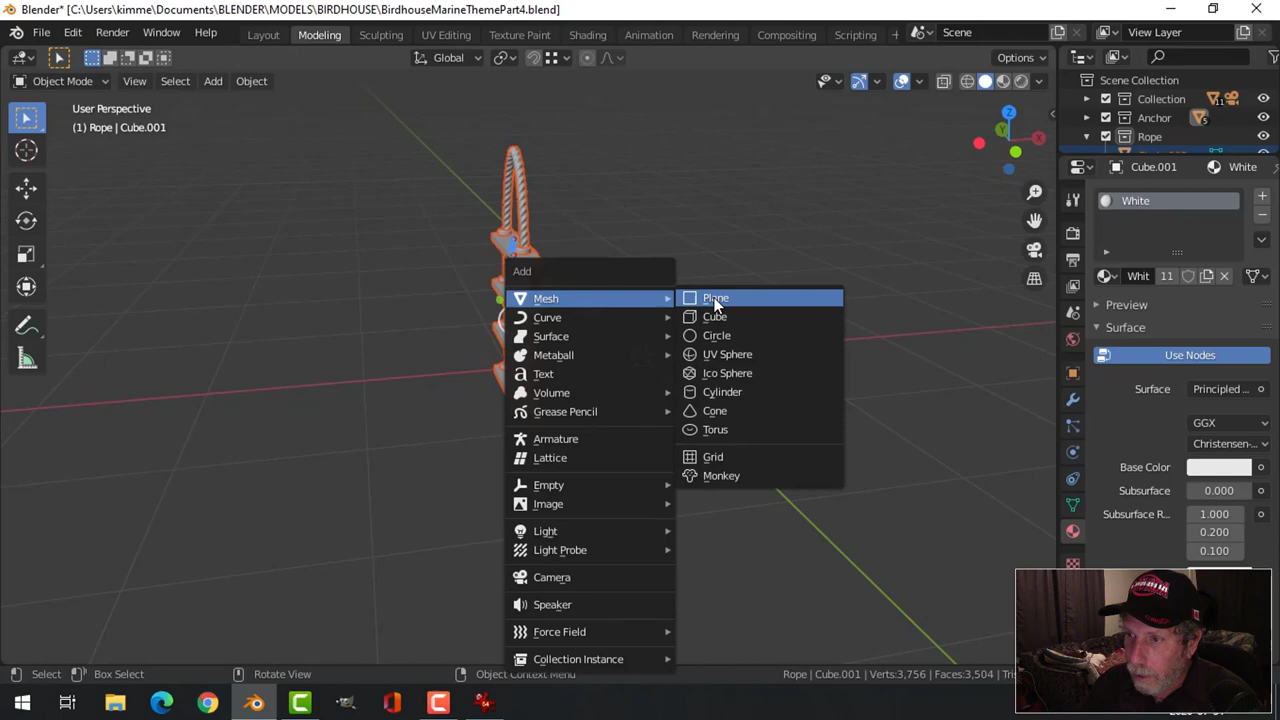 Blender* [C:\Users\kimme\Documents\BLENDER\MODELS\BIRDHOUSE\BirdhouseMarineThemePart4.blend]
File Edit Render Window Help
Layout Modeling Sculpting UV Editing Texture Paint Shading Animation Rendering Compositing Scripting
Scene
View Layer
Global
Options
Object Mode View Select Add Object
User Perspective
(1) Rope | Cube.001
Scene Collection
Collection 11
Anchor 5
Rope
Z
Y
X
Cube.001 White
White
Whit 11
Preview
Surface
Use Nodes
Surface Principled ...
GGX
Christensen-...
Base Color
Subsurface 0.000
Subsurface R... 1.000
0.200
0.100
Add
Mesh
Curve
Surface
Metaball
Text
Volume
Grease Pencil
Armature
Lattice
Empty
Image
Light
Light Probe
Camera
Speaker
Force Field
Collection Instance
Plane
Cube
Circle
UV Sphere
Ico Sphere
Cylinder
Cone
Torus
Grid
Monkey
Select Box Select Rotate View Object Context Menu Rope | Cube.001 | Verts:3,756 | Faces:3,504 | Tri